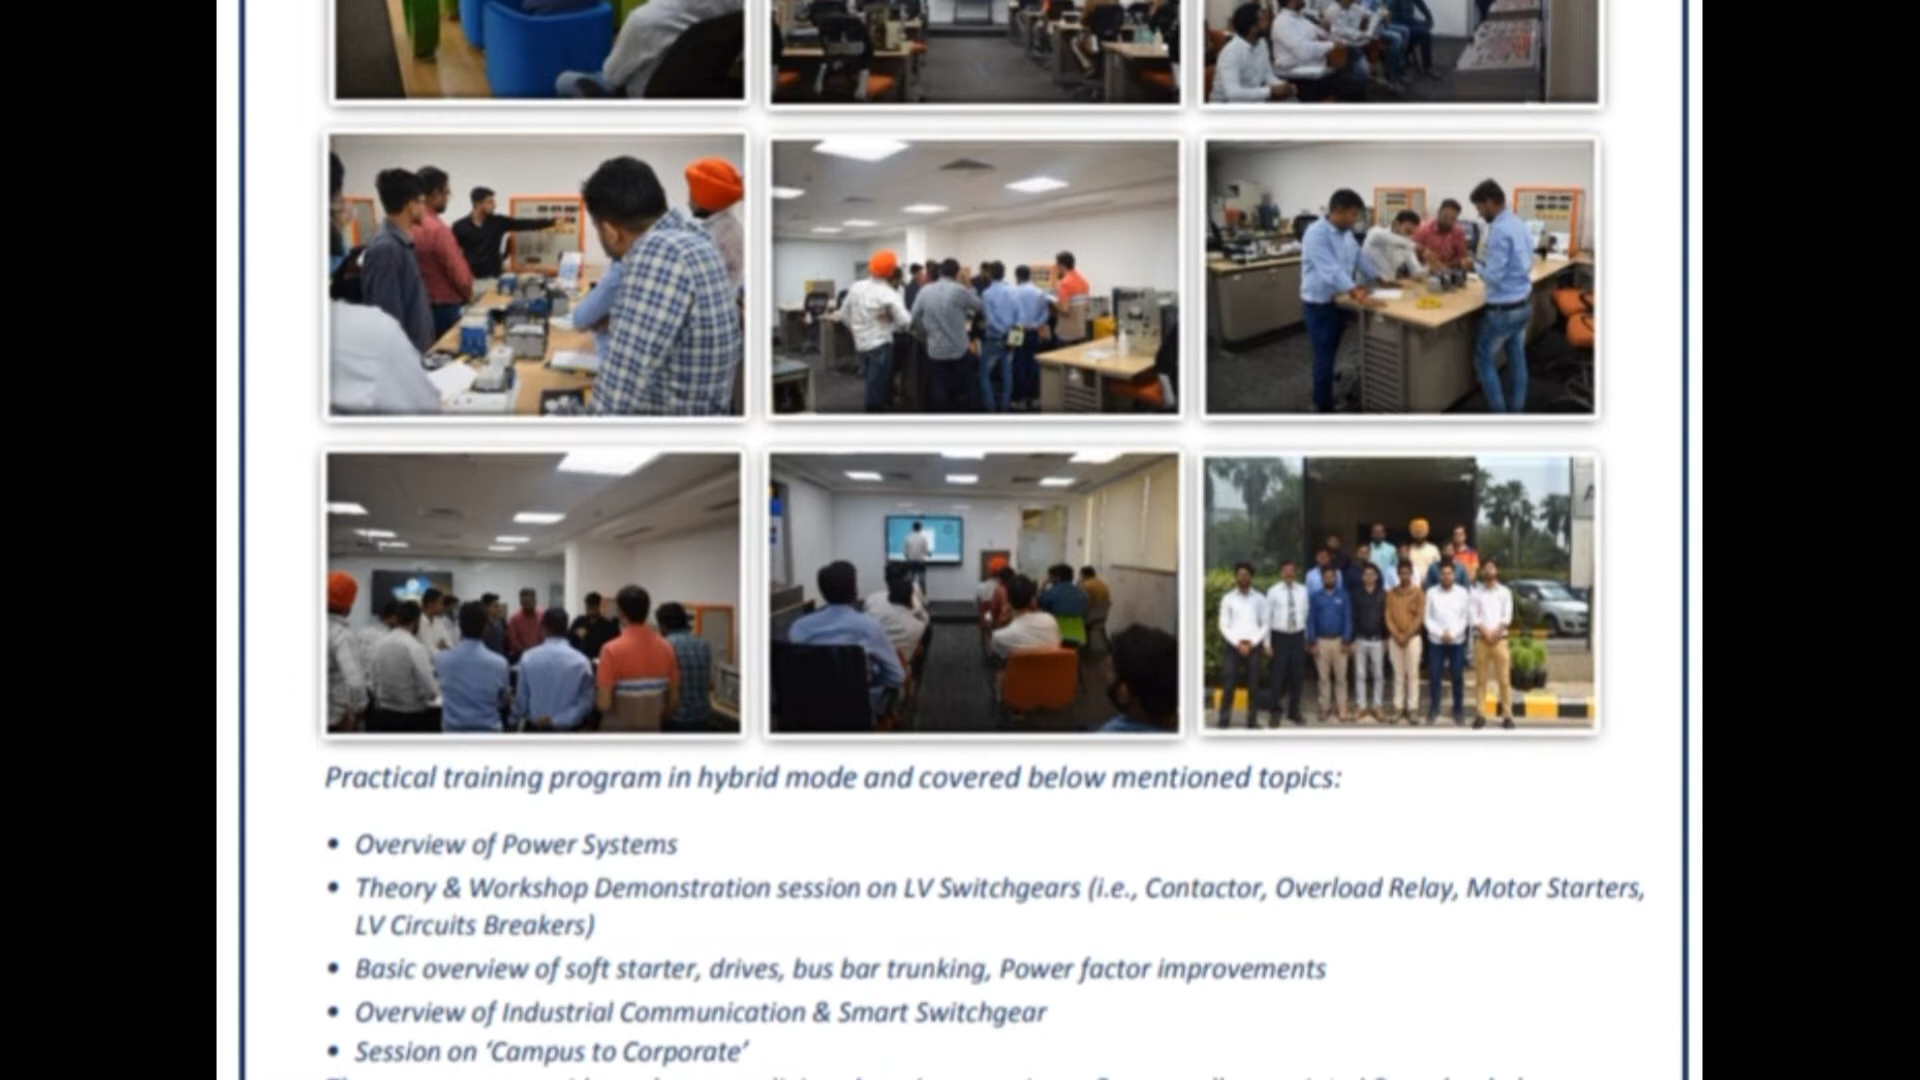 Practical training program in hybrid mode and covered below mentioned topics:
• Overview of Power Systems
• Theory & Workshop Demonstration session on LV Switchgears (i.e., Contactor, Overload Relay, Motor Starters,
LV Circuits Breakers)
• Basic overview of soft starter, drives, bus bar trunking, Power factor improvements
• Overview of Industrial Communication & Smart Switchgear
• Session on ‘Campus to Corporate’